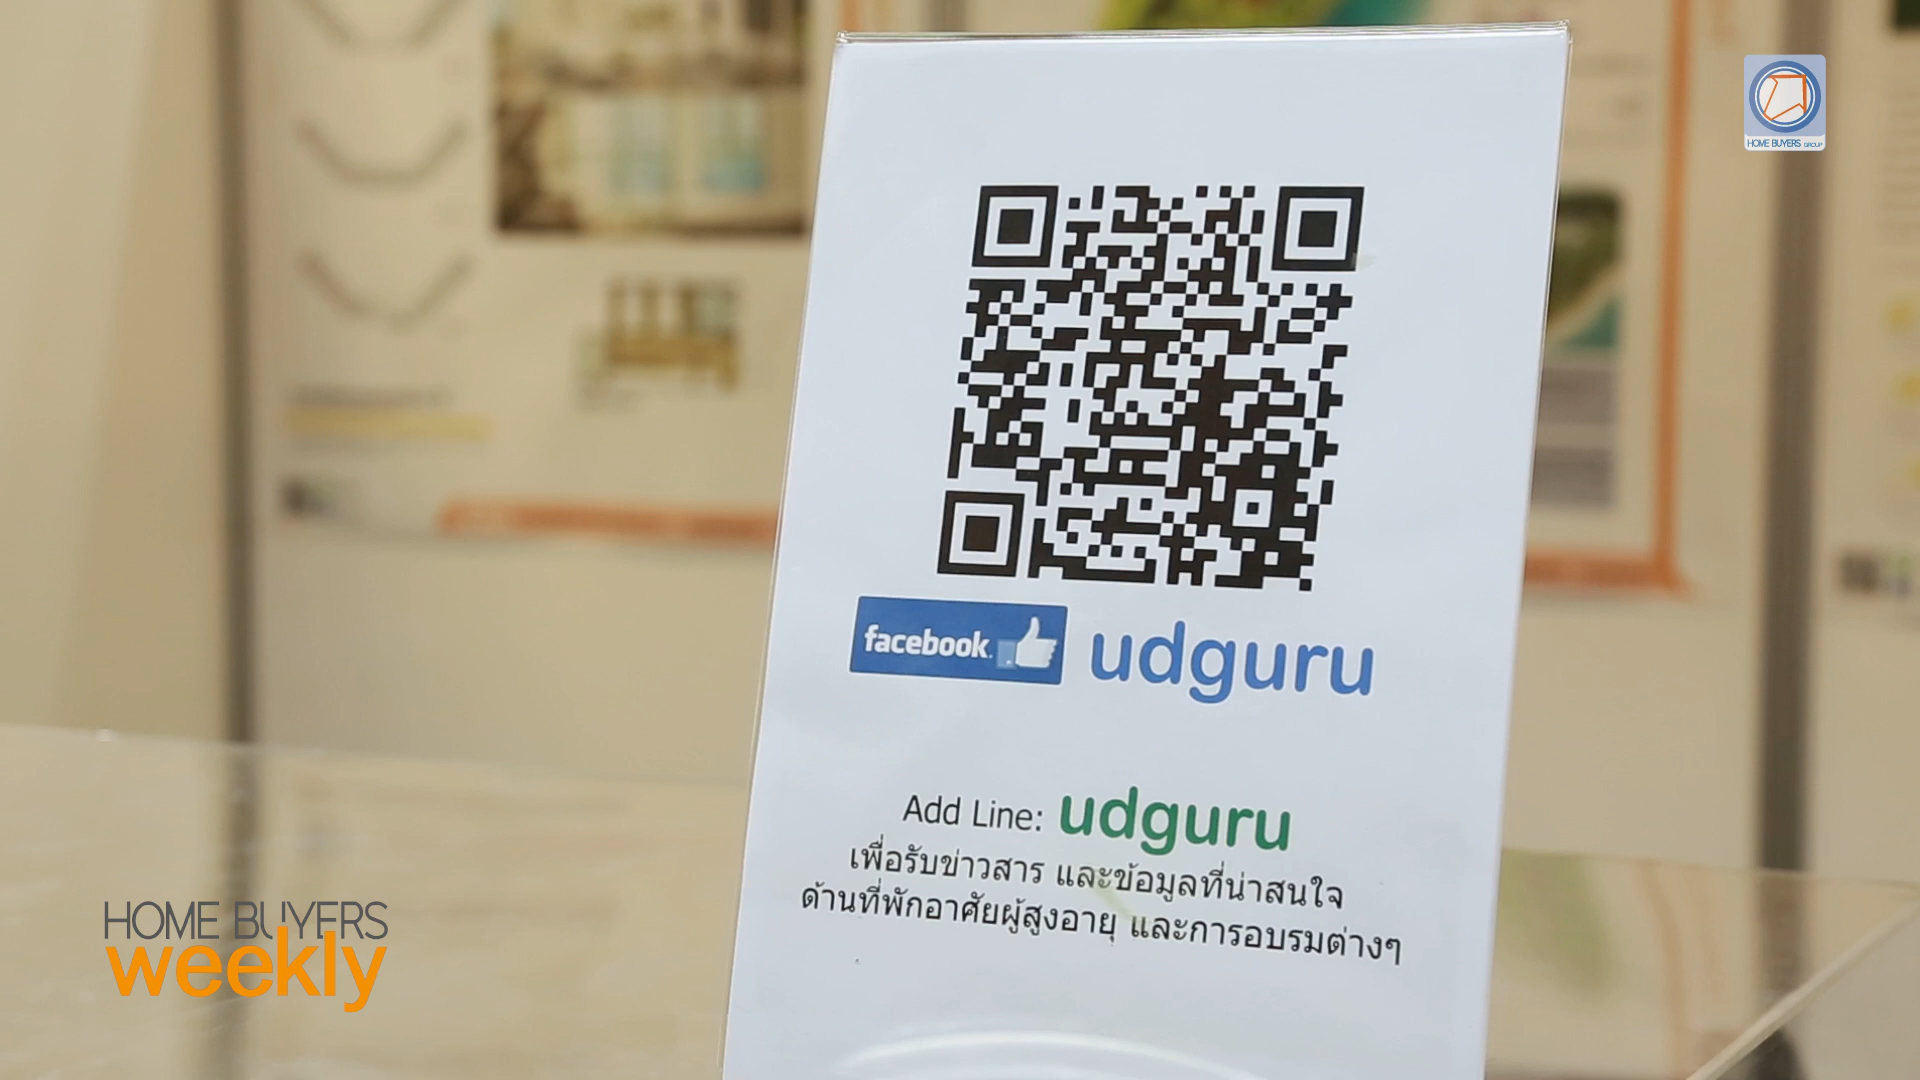 HOME BUYERS GROUP
facebook. udguru
Add Line: udguru
เพื่อรับข่าวสาร และข้อมูลที่น่าสนใจ
ด้านที่พักอาศัยผู้สูงอายุ และการอบรมต่างๆ
HOME BUYERS
weekly